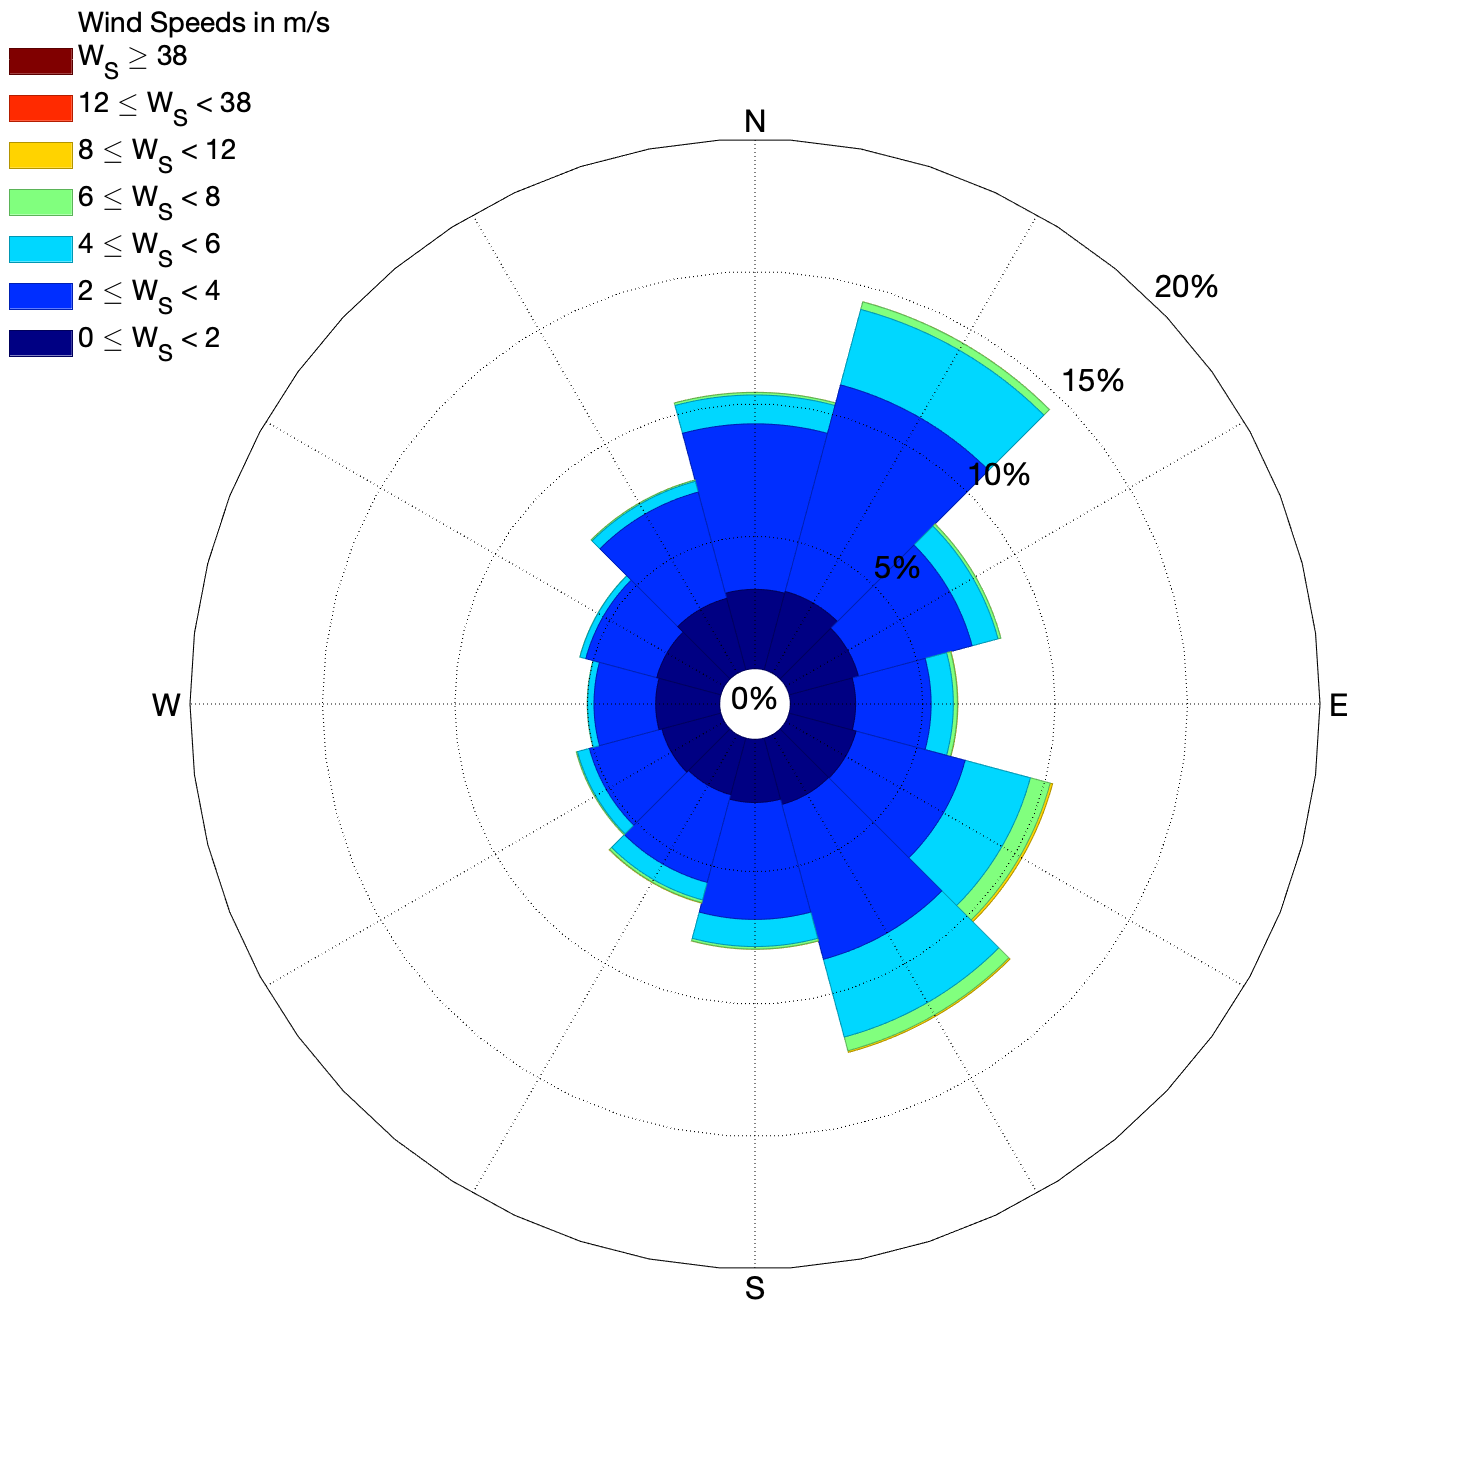 Wind Speeds in m/s
W_S ≥ 38
12 ≤ W_S < 38
8 ≤ W_S < 12
6 ≤ W_S < 8
4 ≤ W_S < 6
2 ≤ W_S < 4
0 ≤ W_S < 2
N
20%
15%
10%
5%
W
0%
E
S